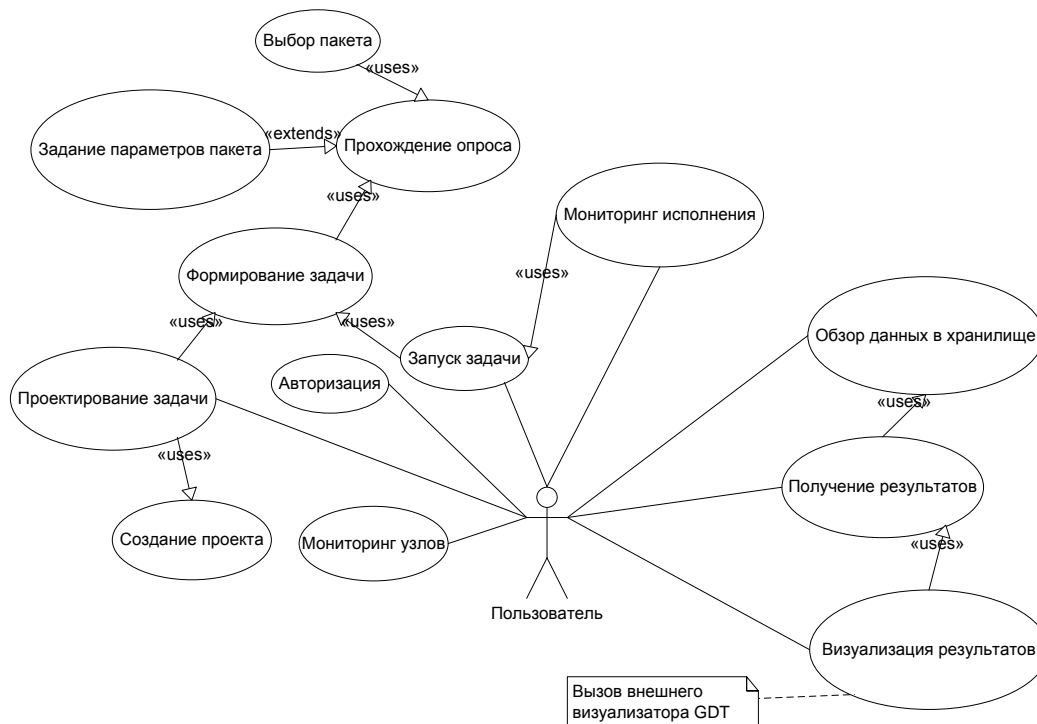 Выбор пакета
«uses»
Задание параметров пакета
«extends»
Прохождение опроса
«uses»
Мониторинг исполнения
Формирование задачи
«uses»
«uses»
«uses»
Запуск задачи
Обзор данных в хранилище
Авторизация
Проектирование задачи
«uses»
«uses»
Получение результатов
Создание проекта
Мониторинг узлов
«uses»
Пользователь
Визуализация результатов
Вызов внешнего
визуализатора GDT